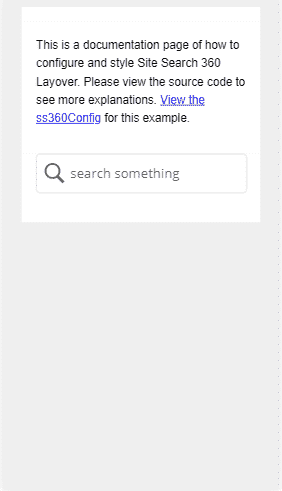 This is a documentation page of how to
configure and style Site Search 360
Layover. Please view the source code to
see more explanations. View the
ss360Config for this example.
search something